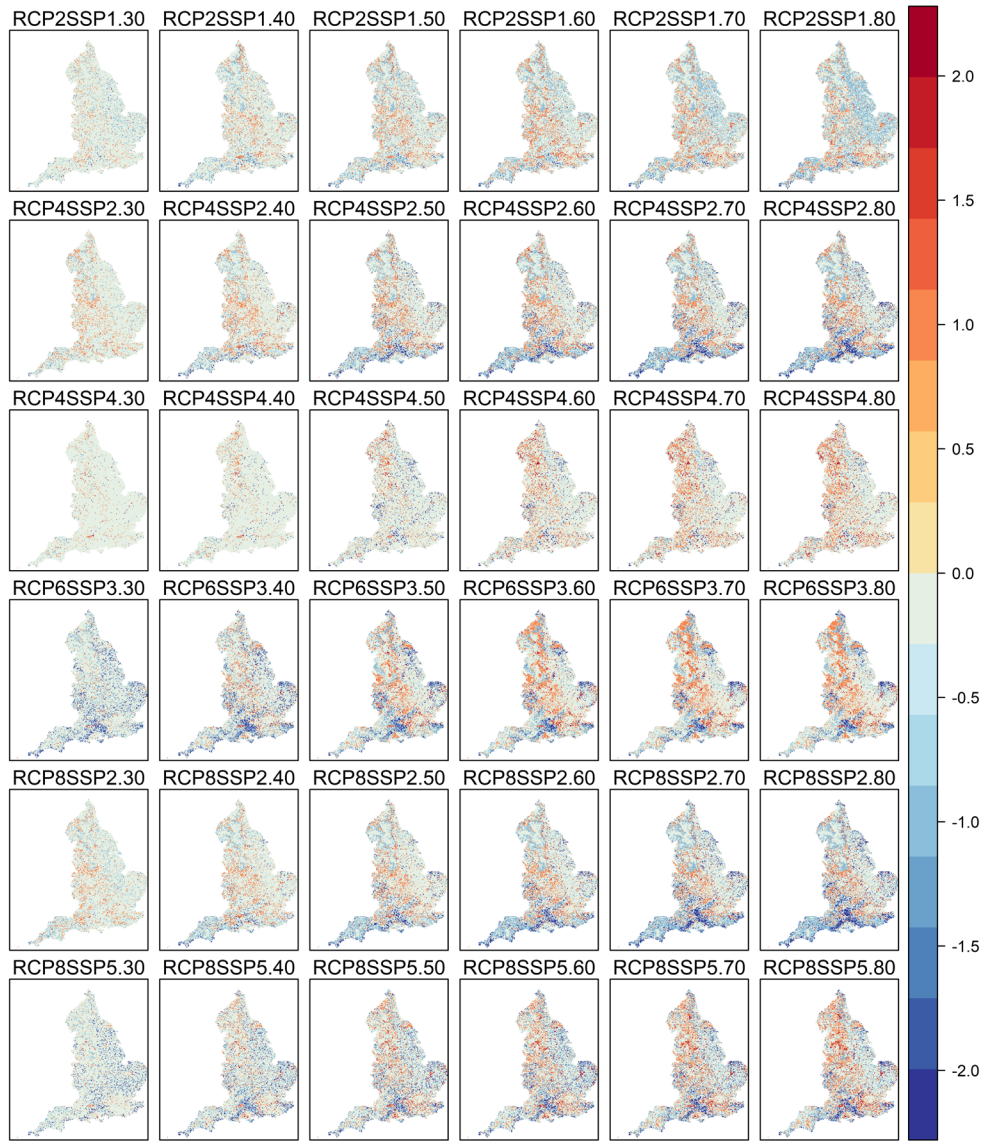 RCP2SSP1.30 RCP2SSP1.40 RCP2SSP1.50 RCP2SSP1.60 RCP2SSP1.70 RCP2SSP1.80
RCP4SSP2.30 RCP4SSP2.40 RCP4SSP2.50 RCP4SSP2.60 RCP4SSP2.70 RCP4SSP2.80
RCP4SSP4.30 RCP4SSP4.40 RCP4SSP4.50 RCP4SSP4.60 RCP4SSP4.70 RCP4SSP4.80
RCP6SSP3.30 RCP6SSP3.40 RCP6SSP3.50 RCP6SSP3.60 RCP6SSP3.70 RCP6SSP3.80
RCP8SSP2.30 RCP8SSP2.40 RCP8SSP2.50 RCP8SSP2.60 RCP8SSP2.70 RCP8SSP2.80
RCP8SSP5.30 RCP8SSP5.40 RCP8SSP5.50 RCP8SSP5.60 RCP8SSP5.70 RCP8SSP5.80
2.0
1.5
1.0
0.5
0.0
-0.5
-1.0
-1.5
-2.0